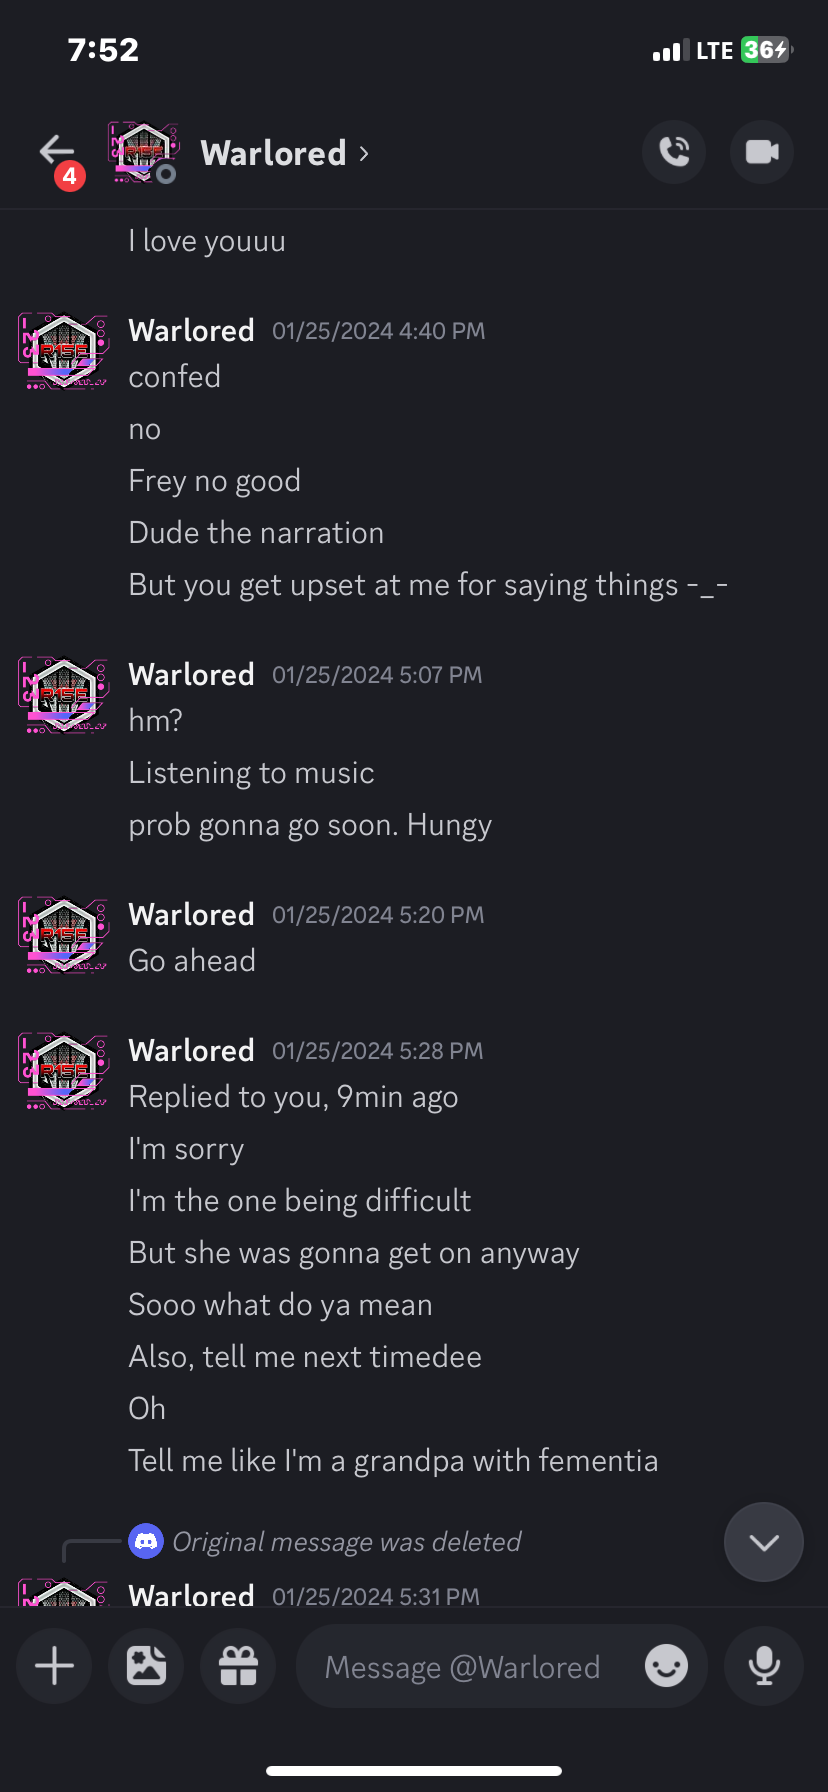 7:52
LTE 36
4
Warlored
I love youuu
Warlored 01/25/2024 4:40 PM
confed
no
Frey no good
Dude the narration
But you get upset at me for saying things -_-
Warlored 01/25/2024 5:07 PM
hm?
Listening to music
prob gonna go soon. Hungy
Warlored 01/25/2024 5:20 PM
Go ahead
Warlored 01/25/2024 5:28 PM
Replied to you, 9min ago
I'm sorry
I'm the one being difficult
But she was gonna get on anyway
Sooo what do ya mean
Also, tell me next timedee
Oh
Tell me like I'm a grandpa with fementia
Original message was deleted
Warlored 01/25/2024 5:31 PM
Message @Warlored